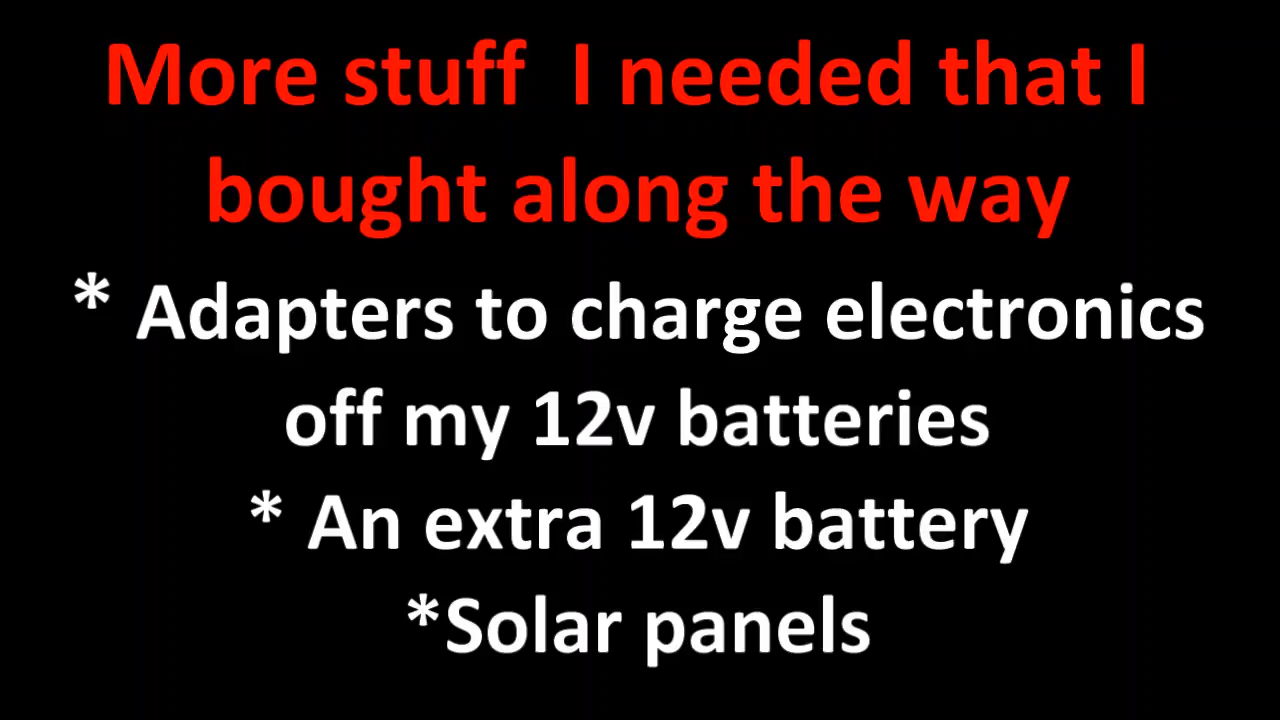 More stuff  I needed that I
bought along the way
* Adapters to charge electronics
off my 12v batteries
* An extra 12v battery
*Solar panels